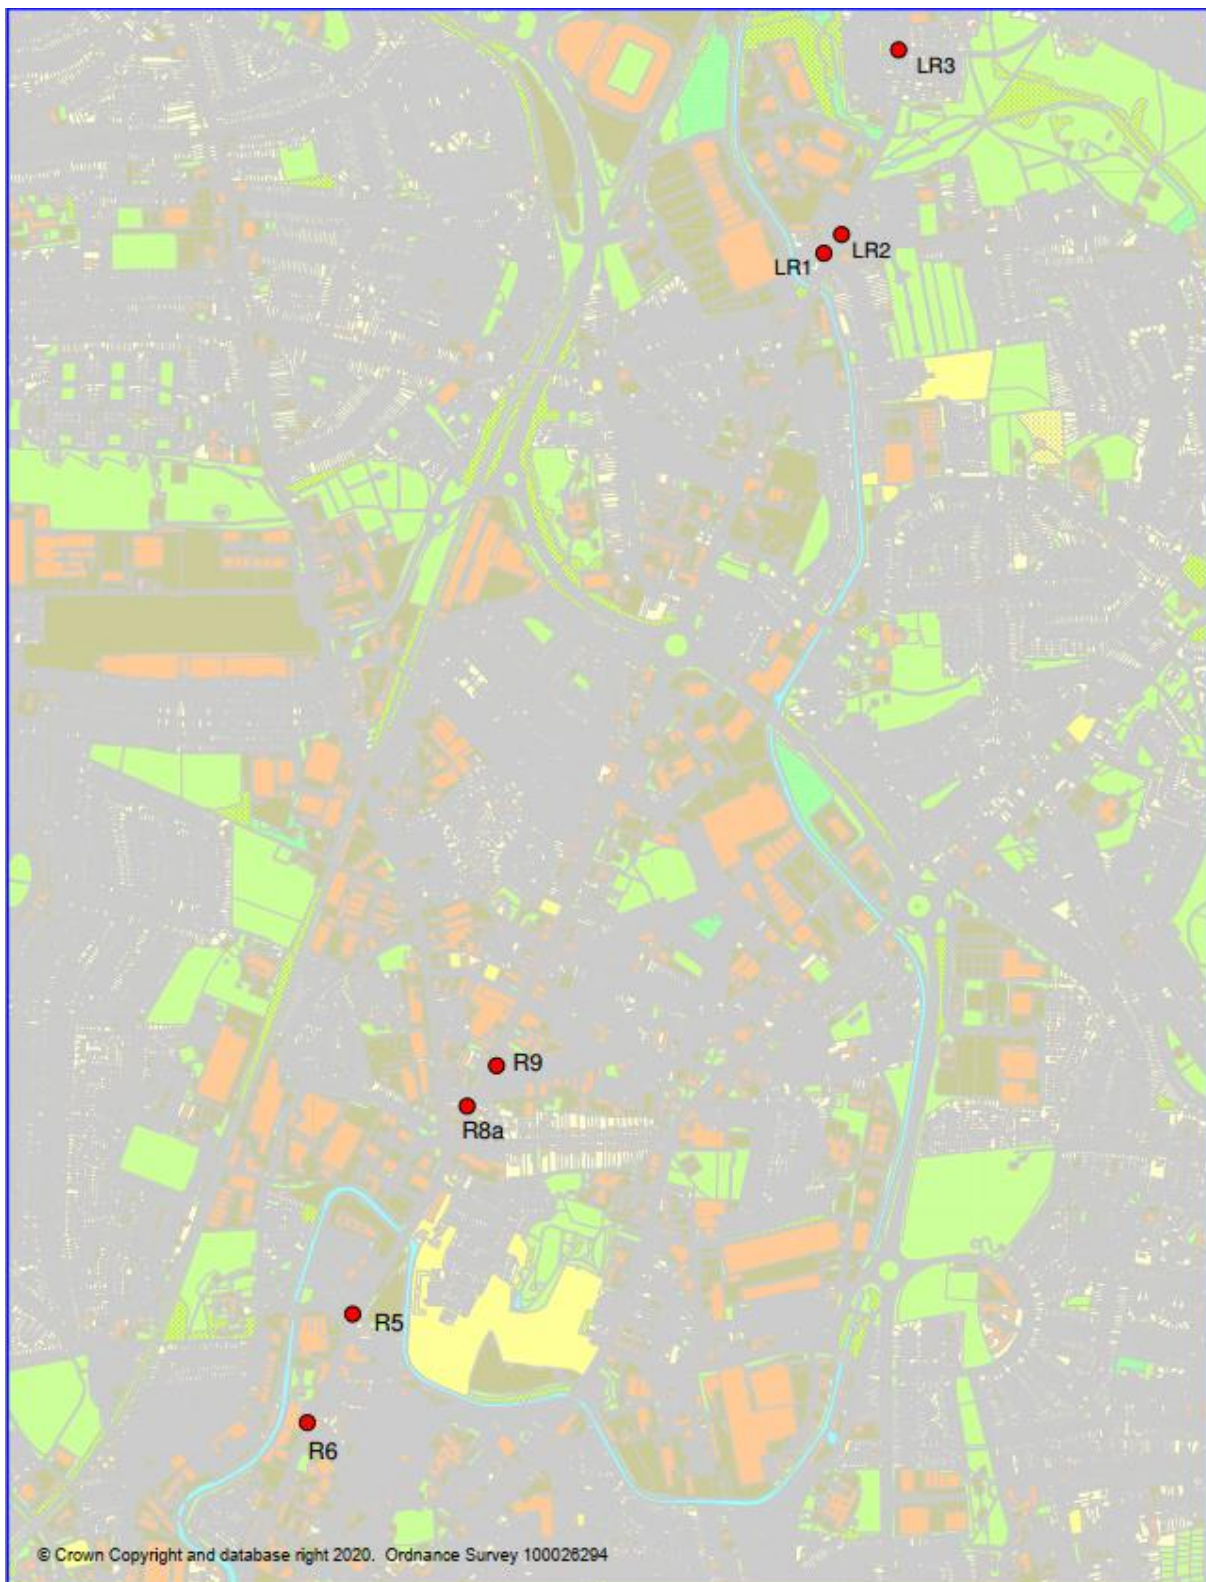 LR3
LR2
LR1
R9
R8a
R5
R6
© Crown Copyright and database right 2020. Ordnance Survey 100026294